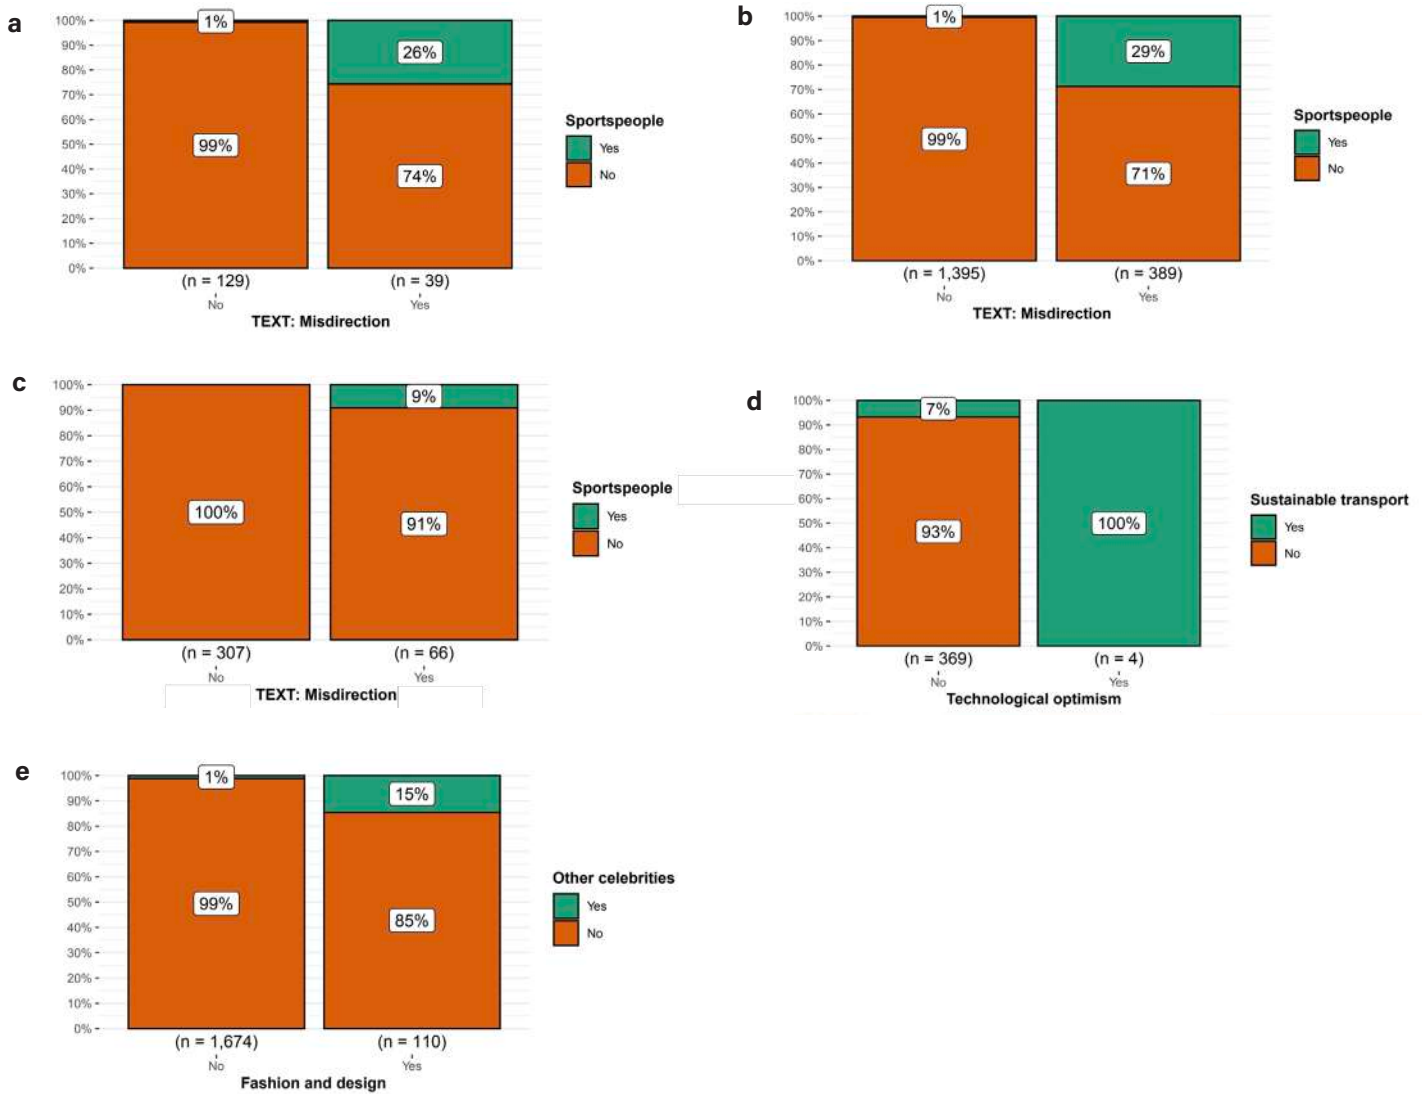 a
100%
90%
80%
70%
60%
50%
40%
30%
20%
10%
0%
1%
99%
26%
74%
(n = 129)
(n = 39)
No
Yes
TEXT: Misdirection
Sportspeople
Yes
No
b
100%
90%
80%
70%
60%
50%
40%
30%
20%
10%
0%
1%
99%
29%
71%
(n = 1,395)
(n = 389)
No
Yes
TEXT: Misdirection
Sportspeople
Yes
No
c
100%
90%
80%
70%
60%
50%
40%
30%
20%
10%
0%
100%
9%
91%
(n = 307)
(n = 66)
No
Yes
TEXT: Misdirection
Sportspeople
Yes
No
d
100%
90%
80%
70%
60%
50%
40%
30%
20%
10%
0%
7%
93%
100%
(n = 369)
(n = 4)
No
Yes
Technological optimism
Sustainable transport
Yes
No
e
100%
90%
80%
70%
60%
50%
40%
30%
20%
10%
0%
1%
99%
15%
85%
(n = 1,674)
(n = 110)
No
Yes
Fashion and design
Other celebrities
Yes
No